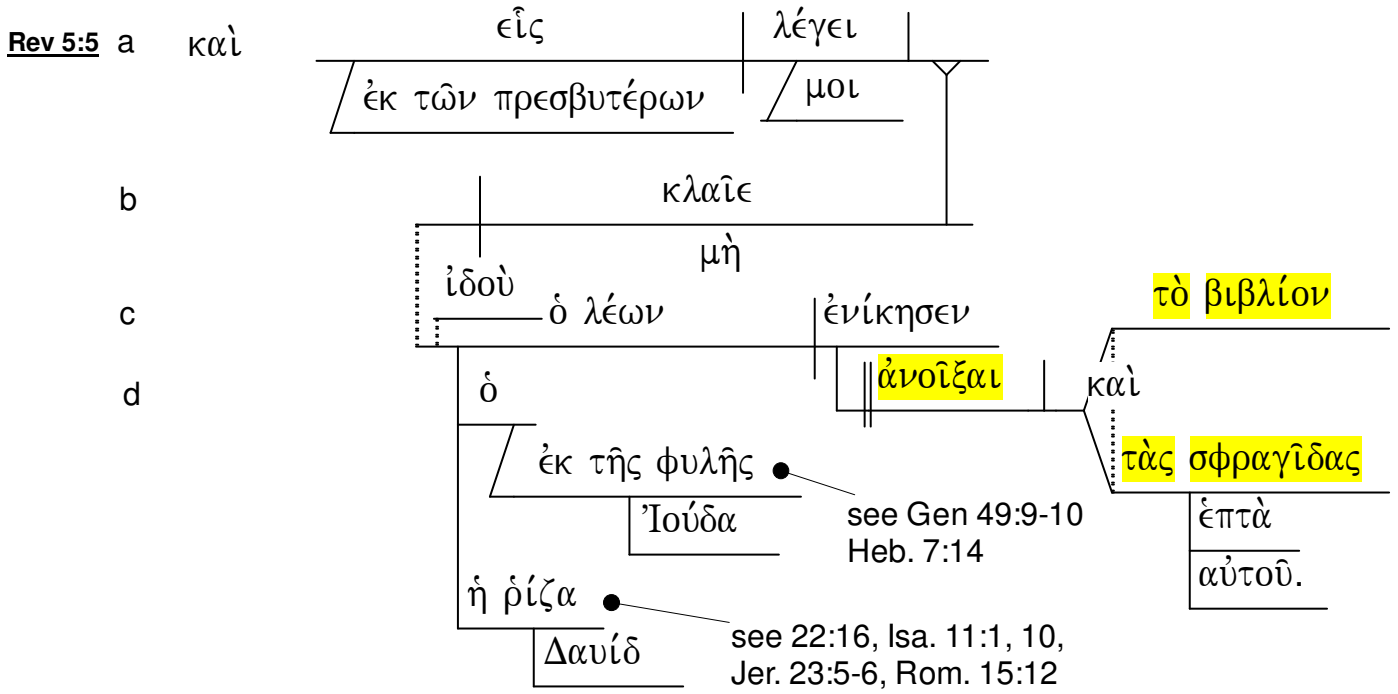 Rev 5:5 a καὶ εἷς λέγει
ἐκ τῶν πρεσβυτέρων μοι
b κλαῖε
μὴ
ἰδοὺ
c ὁ λέων ἐνίκησεν τὸ βιβλίον
d ὁ ἀνοῖξαι καὶ
ἐκ τῆς φυλῆς τὰς σφραγῖδας
Ἰούδα see Gen 49:9-10 ἑπτὰ
Heb. 7:14
αὐτοῦ.
ἡ ῥίζα
Δαυίδ see 22:16, Isa. 11:1, 10,
Jer. 23:5-6, Rom. 15:12